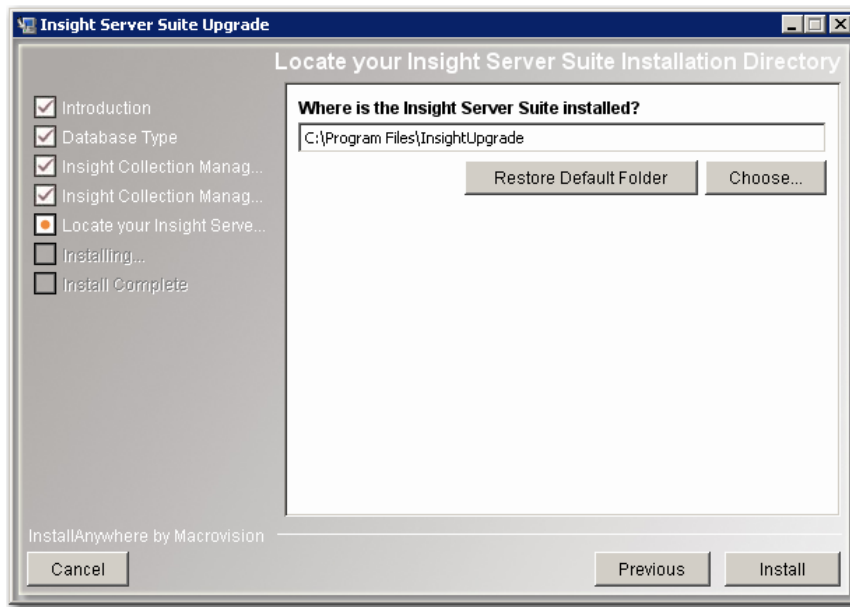 Insight Server Suite Upgrade
Locate your Insight Server Suite Installation Directory
Introduction
Database Type
Insight Collection Manag...
Insight Collection Manag...
Locate your Insight Serve...
Installing...
Install Complete
Where is the Insight Server Suite installed?
C:\Program Files\InsightUpgrade
Restore Default Folder
Choose...
InstallAnywhere by Macrovision
Cancel
Previous
Install